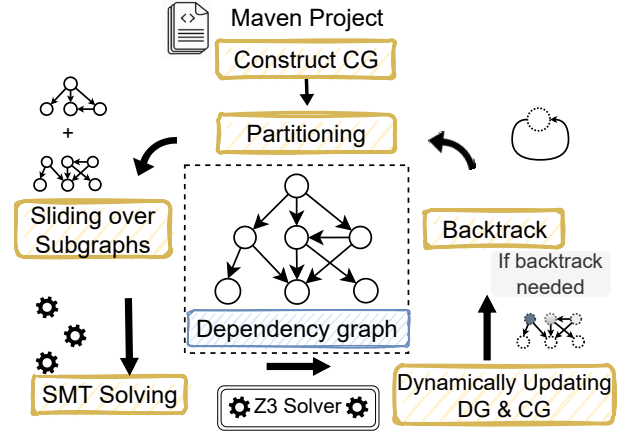 Maven Project
Construct CG
Partitioning
Sliding over
Subgraphs
Backtrack
If backtrack
needed
Dependency graph
SMT Solving
Z3 Solver
Dynamically Updating
DG & CG
+
<>